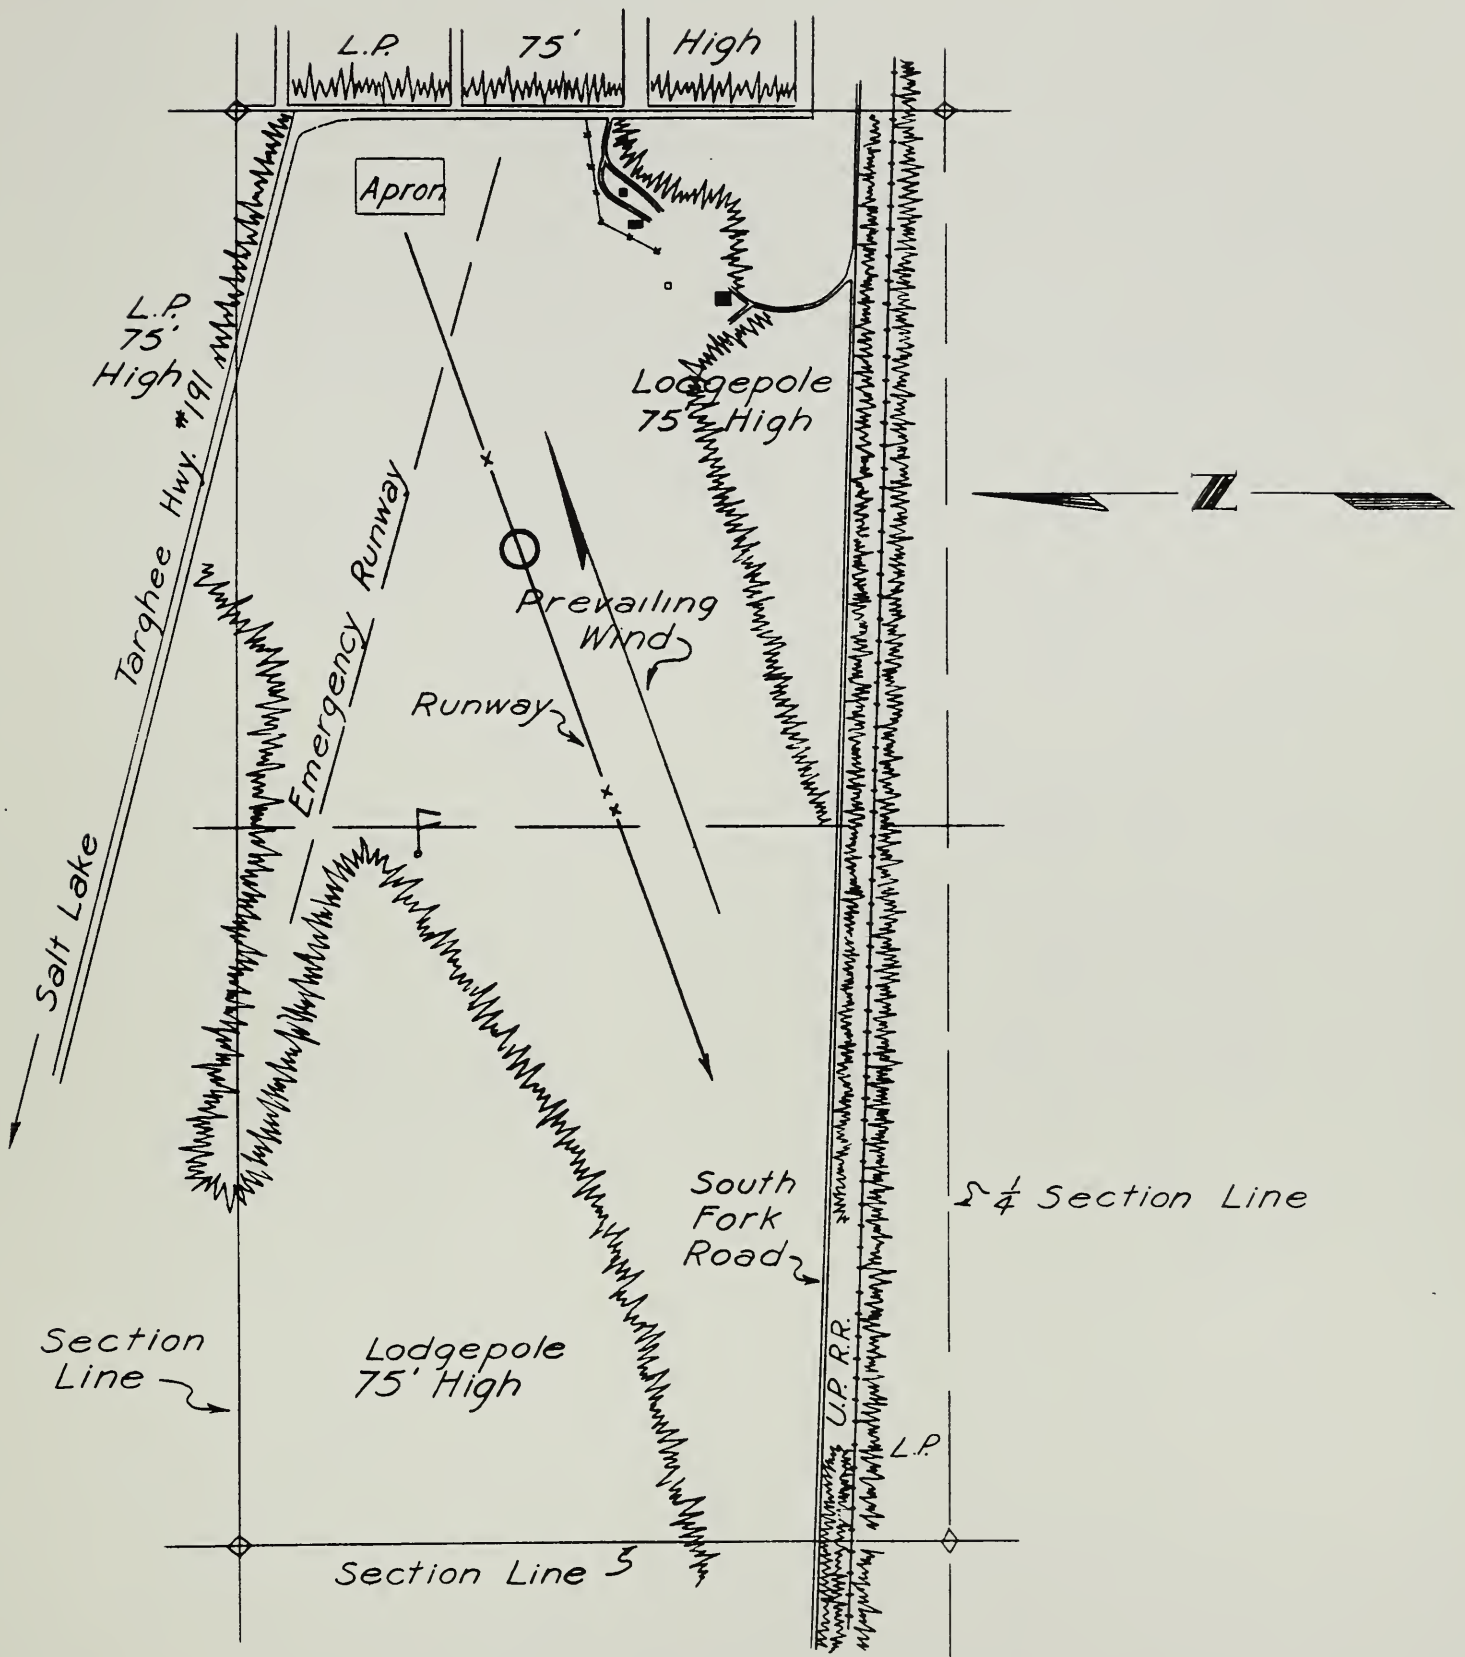 L.P. 75' High
Apron
L.P.
75'
High
Targhee Hwy. #191
Lodgepole
75' High
N
Emergency Runway
Prevailing
Wind
Runway
Salt Lake
South
Fork
Road
1/4 Section Line
Section
Line
Lodgepole
75' High
U.P. R.R.
L.P.
Section Line